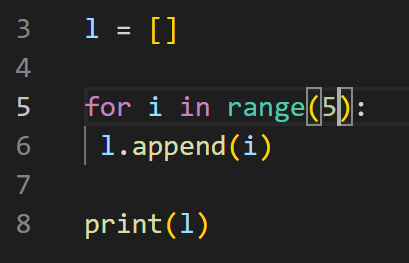 3 l = []
4
5 for i in range(5):
6  l.append(i)
7
8 print(l)